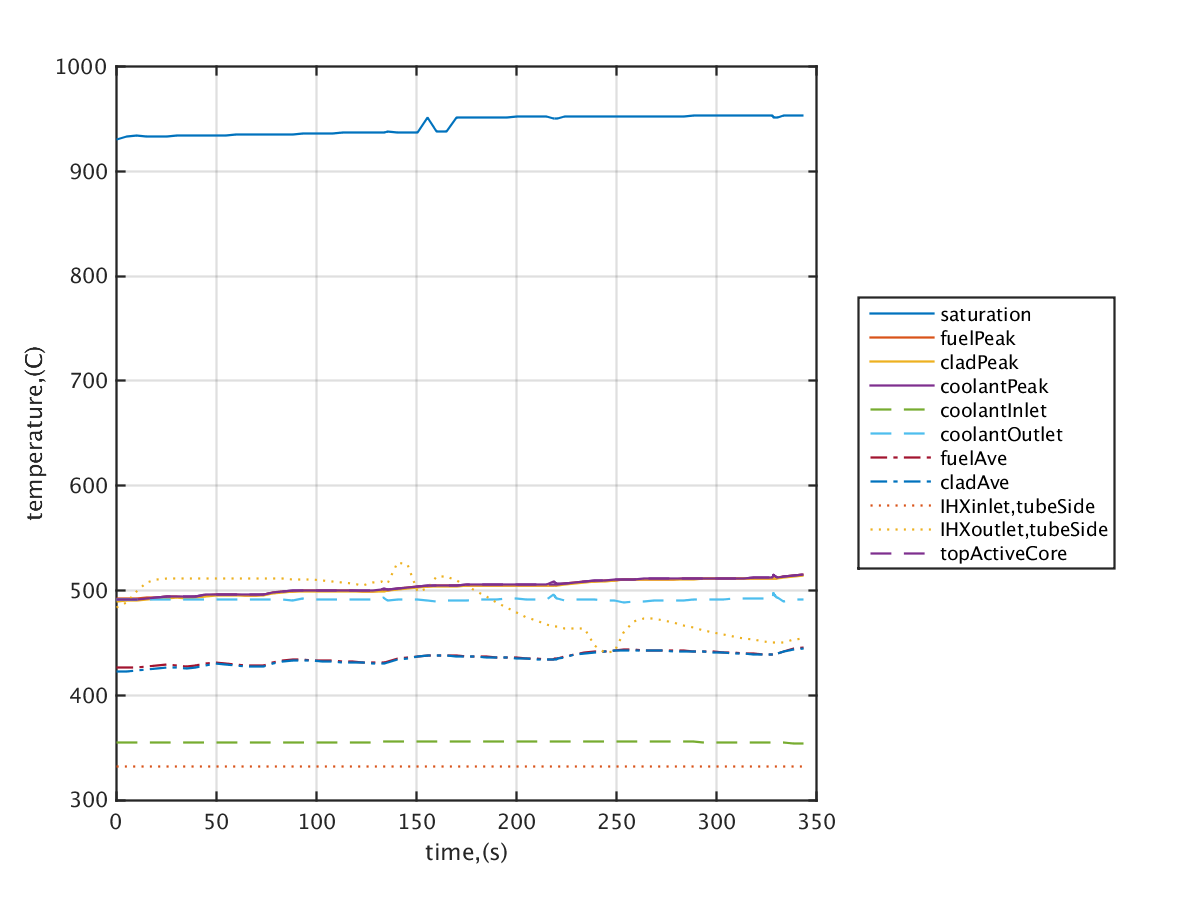 1000
900
800
700
600
500
400
300
0 50 100 150 200 250 300 350
time,(s)
temperature,(C)
saturation
fuelPeak
cladPeak
coolantPeak
coolantInlet
coolantOutlet
fuelAve
cladAve
IHXinlet,tubeSide
IHXoutlet,tubeSide
topActiveCore